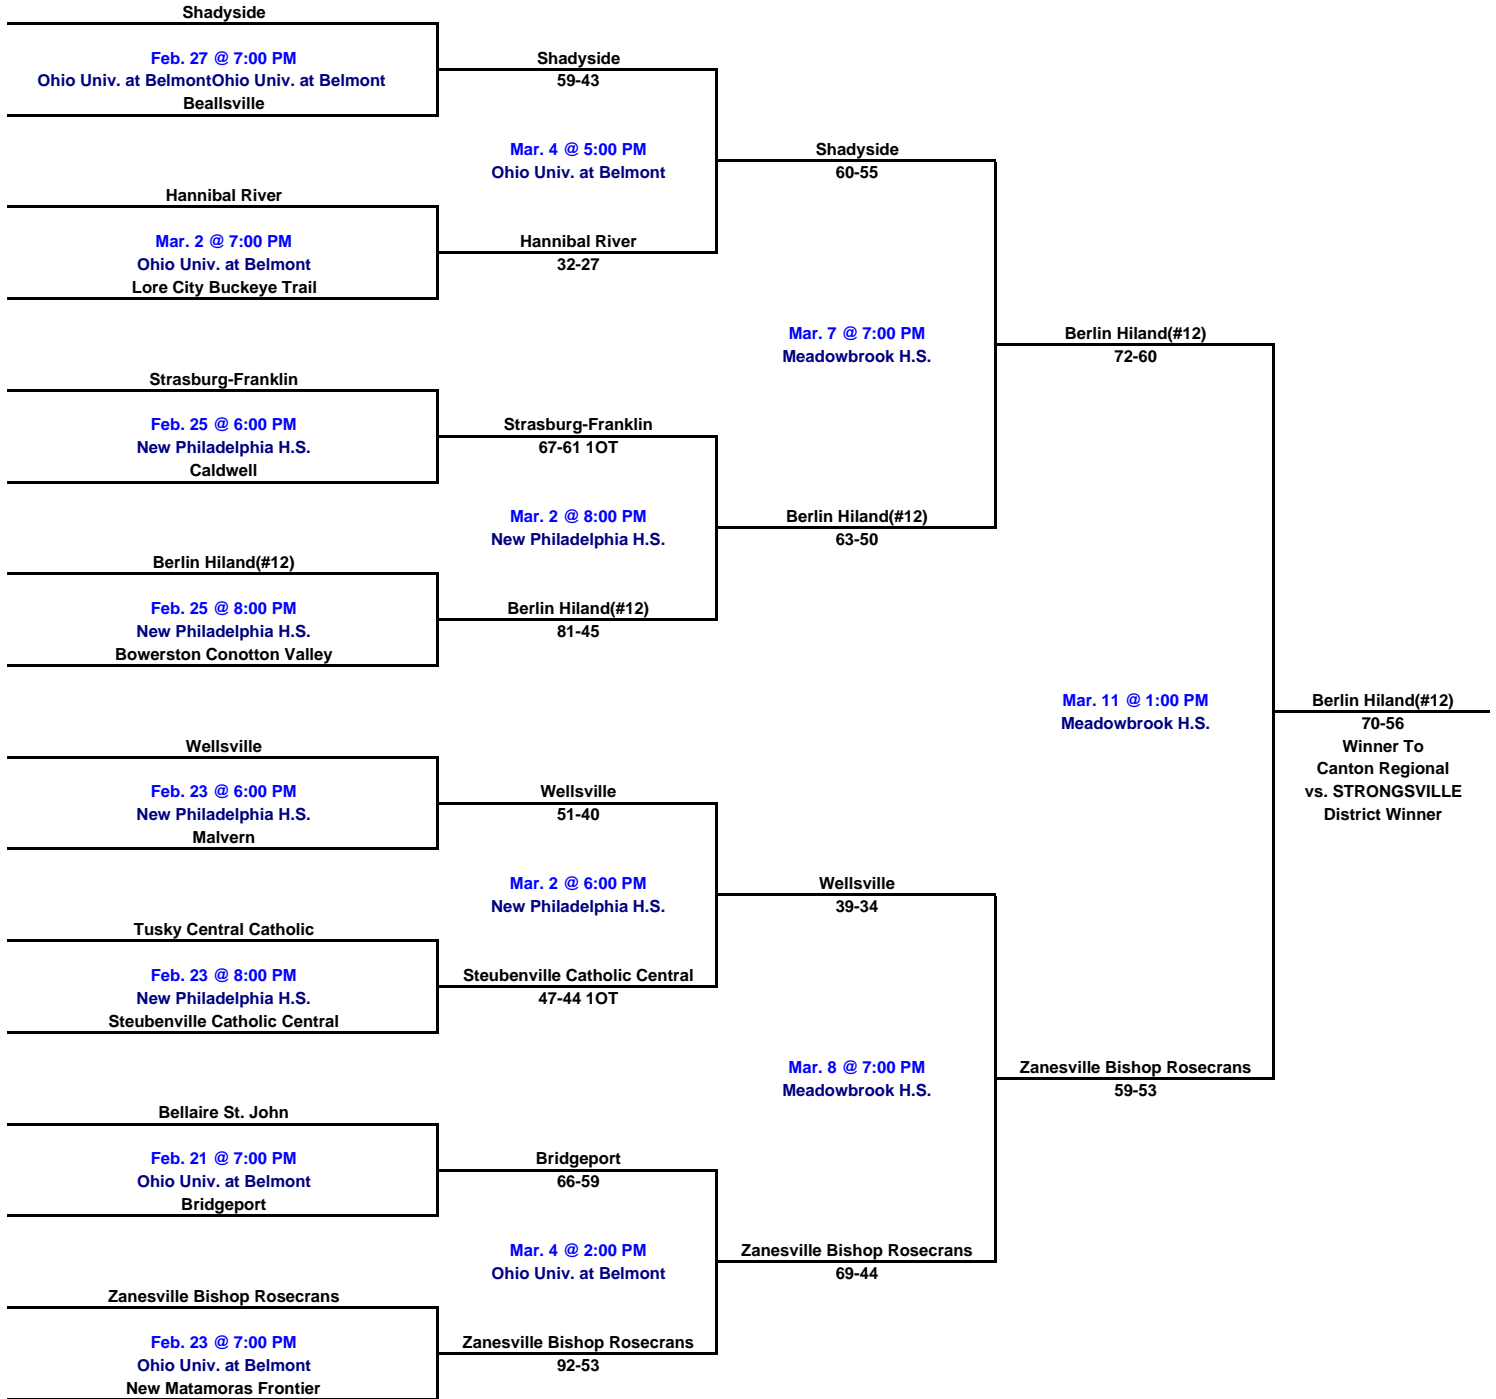 Shadyside
Feb. 27 @ 7:00 PM
Ohio Univ. at BelmontOhio Univ. at Belmont
Beallsville
Hannibal River
Mar. 2 @ 7:00 PM
Ohio Univ. at Belmont
Lore City Buckeye Trail
Strasburg-Franklin
Feb. 25 @ 6:00 PM
New Philadelphia H.S.
Caldwell
Berlin Hiland(#12)
Feb. 25 @ 8:00 PM
New Philadelphia H.S.
Bowerston Conotton Valley
Wellsville
Feb. 23 @ 6:00 PM
New Philadelphia H.S.
Malvern
Tusky Central Catholic
Feb. 23 @ 8:00 PM
New Philadelphia H.S.
Steubenville Catholic Central
Bellaire St. John
Feb. 21 @ 7:00 PM
Ohio Univ. at Belmont
Bridgeport
Zanesville Bishop Rosecrans
Feb. 23 @ 7:00 PM
Ohio Univ. at Belmont
New Matamoras Frontier
Shadyside
59-43
Mar. 4 @ 5:00 PM
Ohio Univ. at Belmont
Hannibal River
32-27
Strasburg-Franklin
67-61 1OT
Mar. 2 @ 8:00 PM
New Philadelphia H.S.
Berlin Hiland(#12)
81-45
Wellsville
51-40
Mar. 2 @ 6:00 PM
New Philadelphia H.S.
Steubenville Catholic Central
47-44 1OT
Bridgeport
66-59
Mar. 4 @ 2:00 PM
Ohio Univ. at Belmont
Zanesville Bishop Rosecrans
92-53
Shadyside
60-55
Mar. 7 @ 7:00 PM
Meadowbrook H.S.
Berlin Hiland(#12)
63-50
Wellsville
39-34
Mar. 8 @ 7:00 PM
Meadowbrook H.S.
Zanesville Bishop Rosecrans
69-44
Berlin Hiland(#12)
72-60
Mar. 11 @ 1:00 PM
Meadowbrook H.S.
Zanesville Bishop Rosecrans
59-53
Berlin Hiland(#12)
70-56
Winner To
Canton Regional
vs. STRONGSVILLE
District Winner